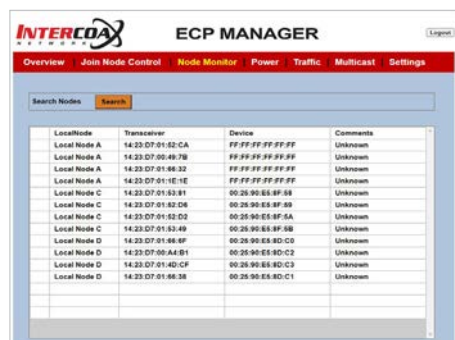 INTERCOAX
NETWORK
ECP MANAGER
Logout
Overview Join Node Control Node Monitor Power Traffic Multicast Settings
Search Nodes Search
LocalNode Transceiver Device Comments
Local Node A 14:23:D7:01:52:CA FF:FF:FF:FF:FF:FF Unknown
Local Node A 14:23:D7:00:49:7B FF:FF:FF:FF:FF:FF Unknown
Local Node A 14:23:D7:01:66:32 FF:FF:FF:FF:FF:FF Unknown
Local Node A 14:23:D7:01:1E:1E FF:FF:FF:FF:FF:FF Unknown
Local Node C 14:23:D7:01:53:81 00:25:90:E5:8F:58 Unknown
Local Node C 14:23:D7:01:52:D6 00:25:90:E5:8F:59 Unknown
Local Node C 14:23:D7:01:52:D2 00:25:90:E5:8F:5A Unknown
Local Node C 14:23:D7:01:53:49 00:25:90:E5:8F:5B Unknown
Local Node D 14:23:D7:01:66:6F 00:25:90:E5:8D:C0 Unknown
Local Node D 14:23:D7:00:A4:B1 00:25:90:E5:8D:C2 Unknown
Local Node D 14:23:D7:01:4D:CF 00:25:90:E5:8D:C3 Unknown
Local Node D 14:23:D7:01:66:38 00:25:90:E5:8D:C1 Unknown